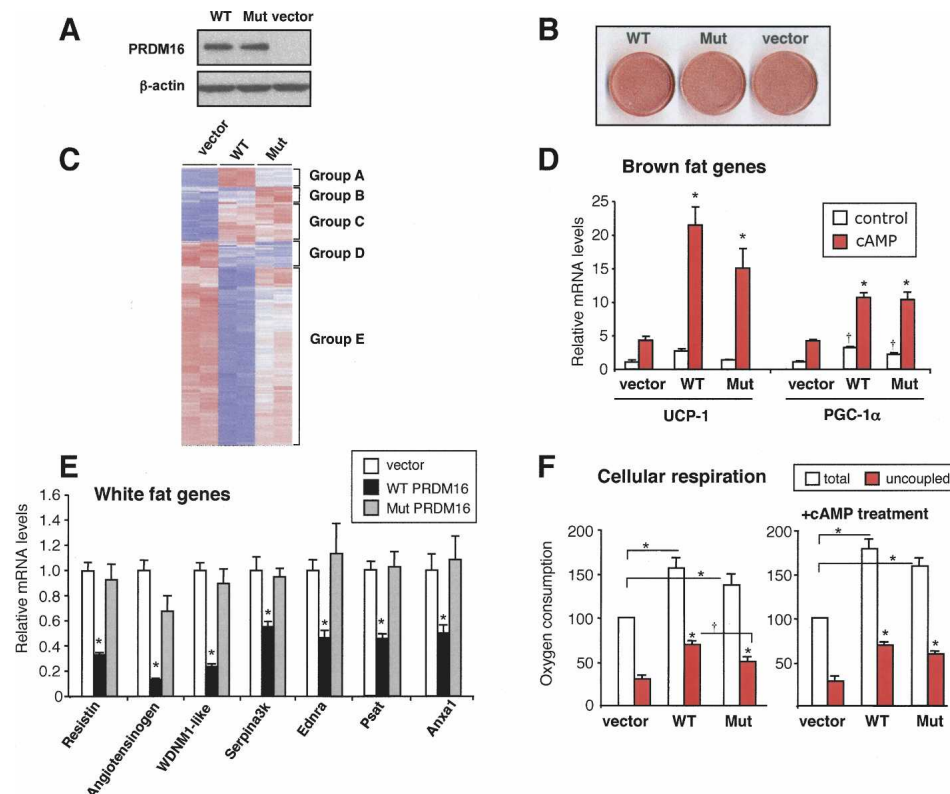 A
WT Mut vector
PRDM16
β-actin
B
WT Mut vector
C
vector WT Mut
Group A
Group B
Group C
Group D
Group E
D
Brown fat genes
control
cAMP
Relative mRNA levels
25
20
15
10
5
0
* * * *
† †
vector WT Mut vector WT Mut
UCP-1 PGC-1α
E
White fat genes
vector
WT PRDM16
Mut PRDM16
Relative mRNA levels
1.6
1.4
1.2
1.0
0.8
0.6
0.4
0.2
0
* * * * * * *
Resistin
Angiotensinogen
WDNM1-like
Serpina3k
Ednra
Psat
Anxa1
F
Cellular respiration
total uncoupled
+cAMP treatment
Oxygen consumption
200
150
100
50
0
* * † * *
vector WT Mut
200
150
100
50
* * * *
vector WT Mut